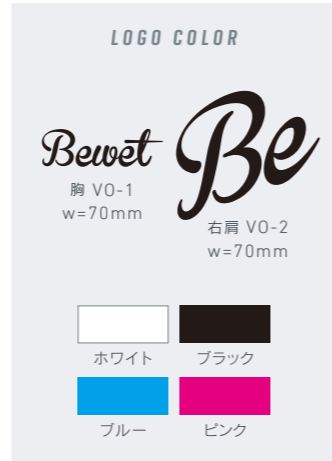 LOGO COLOR
Bewet
Be
胸 VO-1
w=70mm
右肩 VO-2
w=70mm
ホワイト
ブラック
ブルー
ピンク